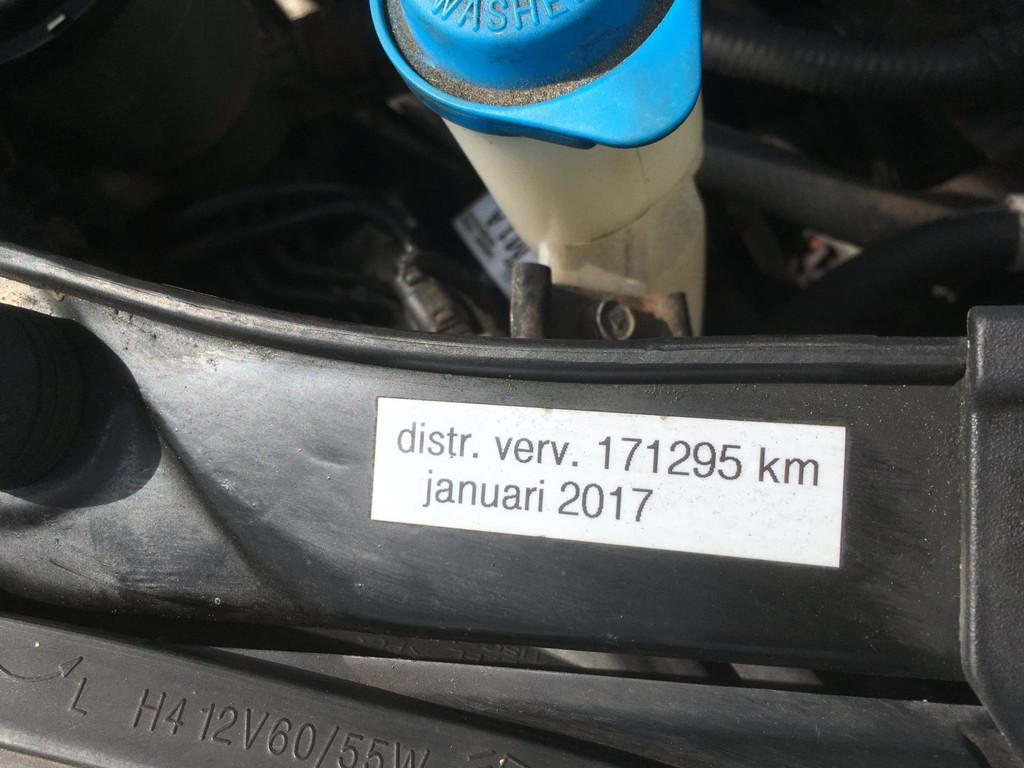 WASHE
distr. verv. 171295 km
januari 2017
L H4 12V60/55W